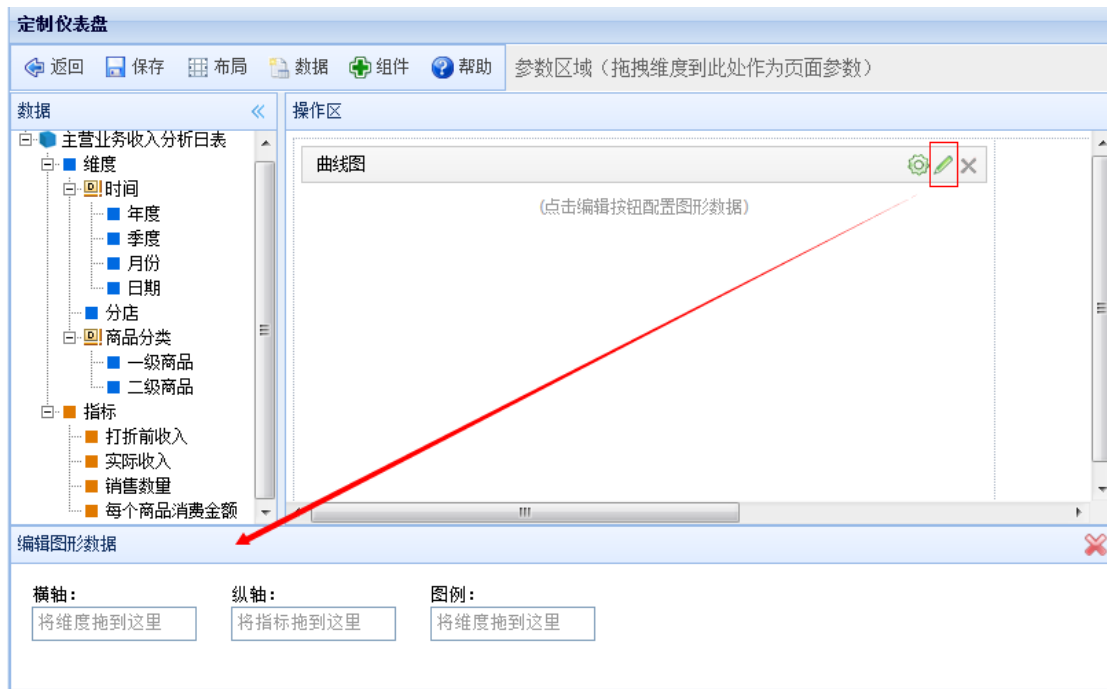 定制仪表盘
返回 保存 布局 数据 组件 帮助 参数区域（拖拽维度到此处作为页面参数）
数据
操作区
主营业务收入分析日表
维度
时间
年度
季度
月份
日期
分店
商品分类
一级商品
二级商品
指标
打折前收入
实际收入
销售数量
每个商品消费金额
曲线图
(点击编辑按钮配置图形数据)
编辑图形数据
横轴： 纵轴： 图例：
将维度拖到这里 将指标拖到这里 将维度拖到这里